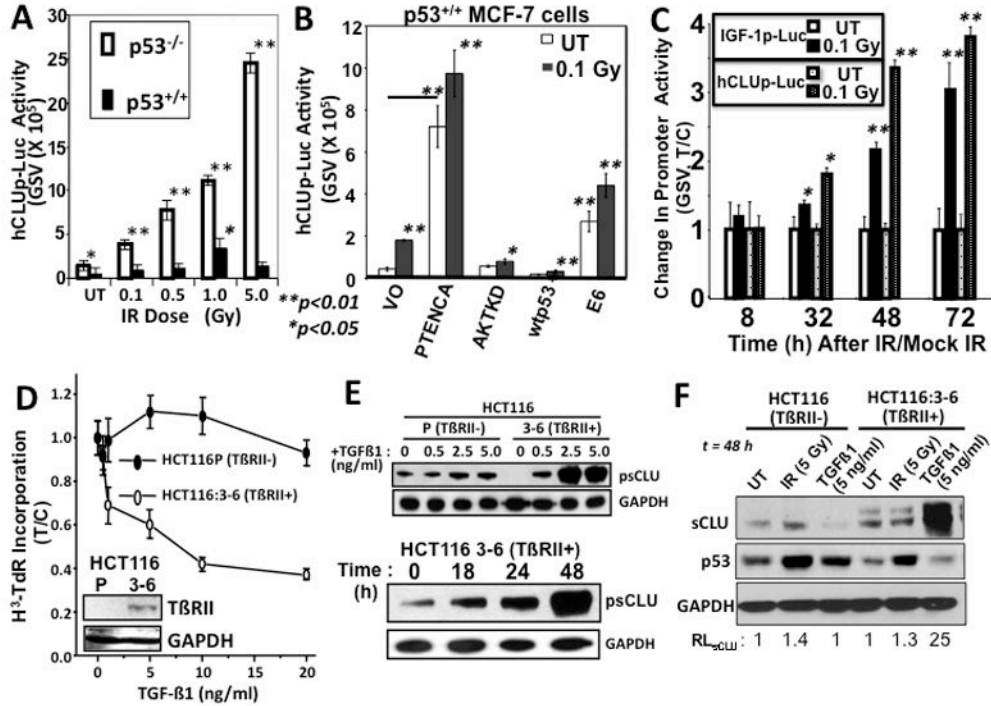 A
p53-/-
p53+/+
hCLUp-Luc Activity
(GSV (X 10⁵)
30
25
20
15
10
5
0
**
**
**
**
*
*
UT 0.1 0.5 1.0 5.0
IR Dose (Gy)
**p<0.01
*p<0.05
B
p53+/+ MCF-7 cells
UT
0.1 Gy
hCLUp-Luc Activity
(GSV (X 10⁵)
12
10
8
6
4
2
0
**
**
**
*
**
**
**
VO PTENCA AKTKD wtp53 E6
C
IGF-1p-Luc UT
0.1 Gy
hCLUp-Luc UT
0.1 Gy
Change In Promoter Activity
(GSV, T/C)
4
3
2
1
0
*
*
**
**
**
**
8 32 48 72
Time (h) After IR/Mock IR
D
H³-TdR Incorporation
(T/C)
1.2
1.0
0.8
0.6
0.4
0.2
0.0
HCT116P (TßRII-)
HCT116:3-6 (TßRII+)
HCT116
P 3-6
TßRII
GAPDH
0 5 10 15 20
TGF-ß1 (ng/ml)
E
HCT116
P (TßRII-) 3-6 (TßRII+)
+TGFß1 : 0 0.5 2.5 5.0 0 0.5 2.5 5.0
(ng/ml)
psCLU
GAPDH
HCT116 3-6 (TßRII+)
Time : 0 18 24 48
(h)
psCLU
GAPDH
F
HCT116 HCT116:3-6
(TßRII-) (TßRII+)
t = 48 h
UT IR (5 Gy) TGFß1 (5 ng/ml) UT IR (5 Gy) TGFß1 (5 ng/ml)
sCLU
p53
GAPDH
RLsCLU 1 1.4 1 1 1.3 25